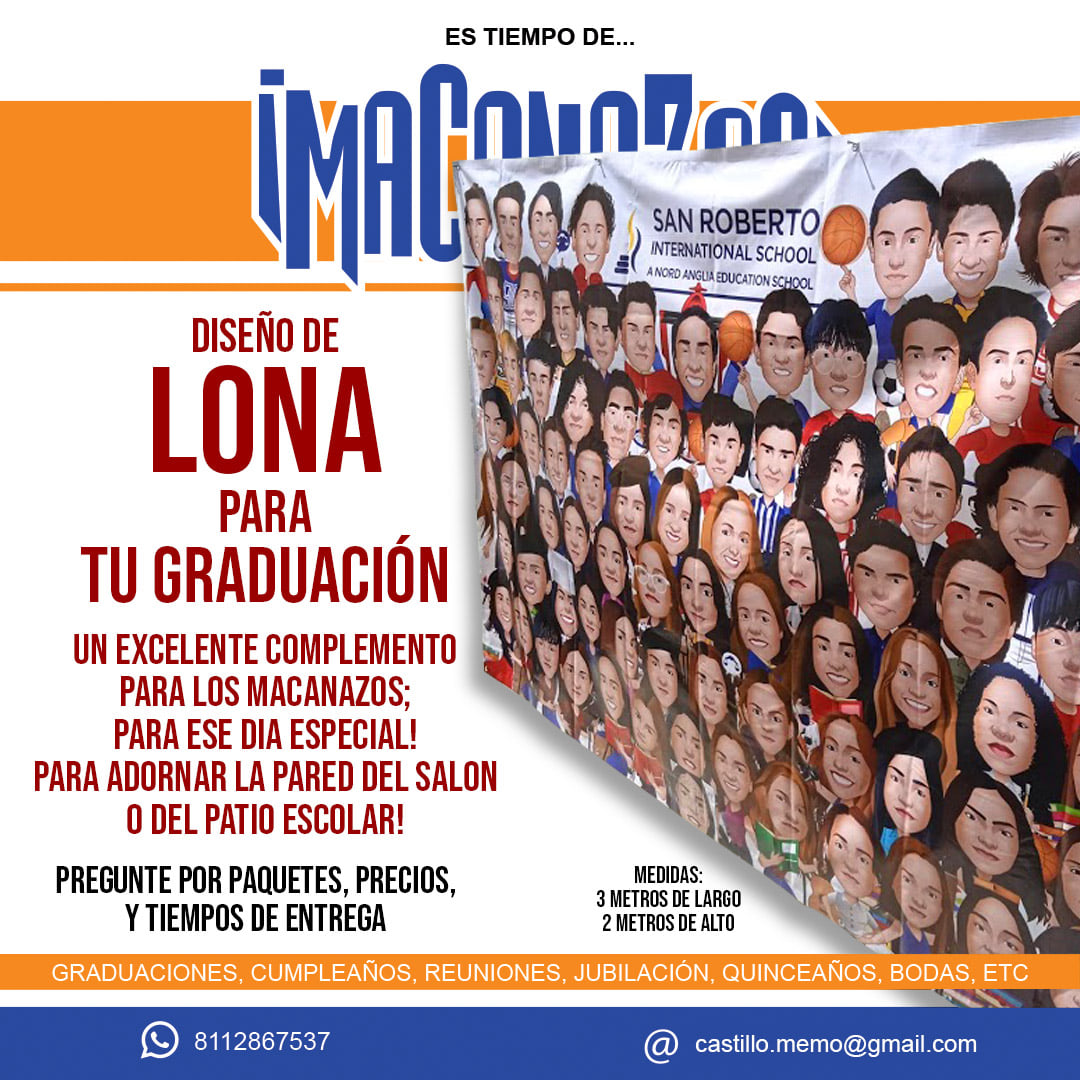 ES TIEMPO DE...
¡MACANAZOS!
SAN ROBERTO
INTERNATIONAL SCHOOL
A NORD ANGLIA EDUCATION SCHOOL
DISEÑO DE
LONA
PARA
TU GRADUACIÓN
UN EXCELENTE COMPLEMENTO
PARA LOS MACANAZOS;
PARA ESE DIA ESPECIAL!
PARA ADORNAR LA PARED DEL SALON
O DEL PATIO ESCOLAR!
PREGUNTE POR PAQUETES, PRECIOS,
Y TIEMPOS DE ENTREGA
MEDIDAS:
3 METROS DE LARGO
2 METROS DE ALTO
GRADUACIONES, CUMPLEAÑOS, REUNIONES, JUBILACIÓN, QUINCEAÑOS, BODAS, ETC
8112867537
@ castillo.memo@gmail.com